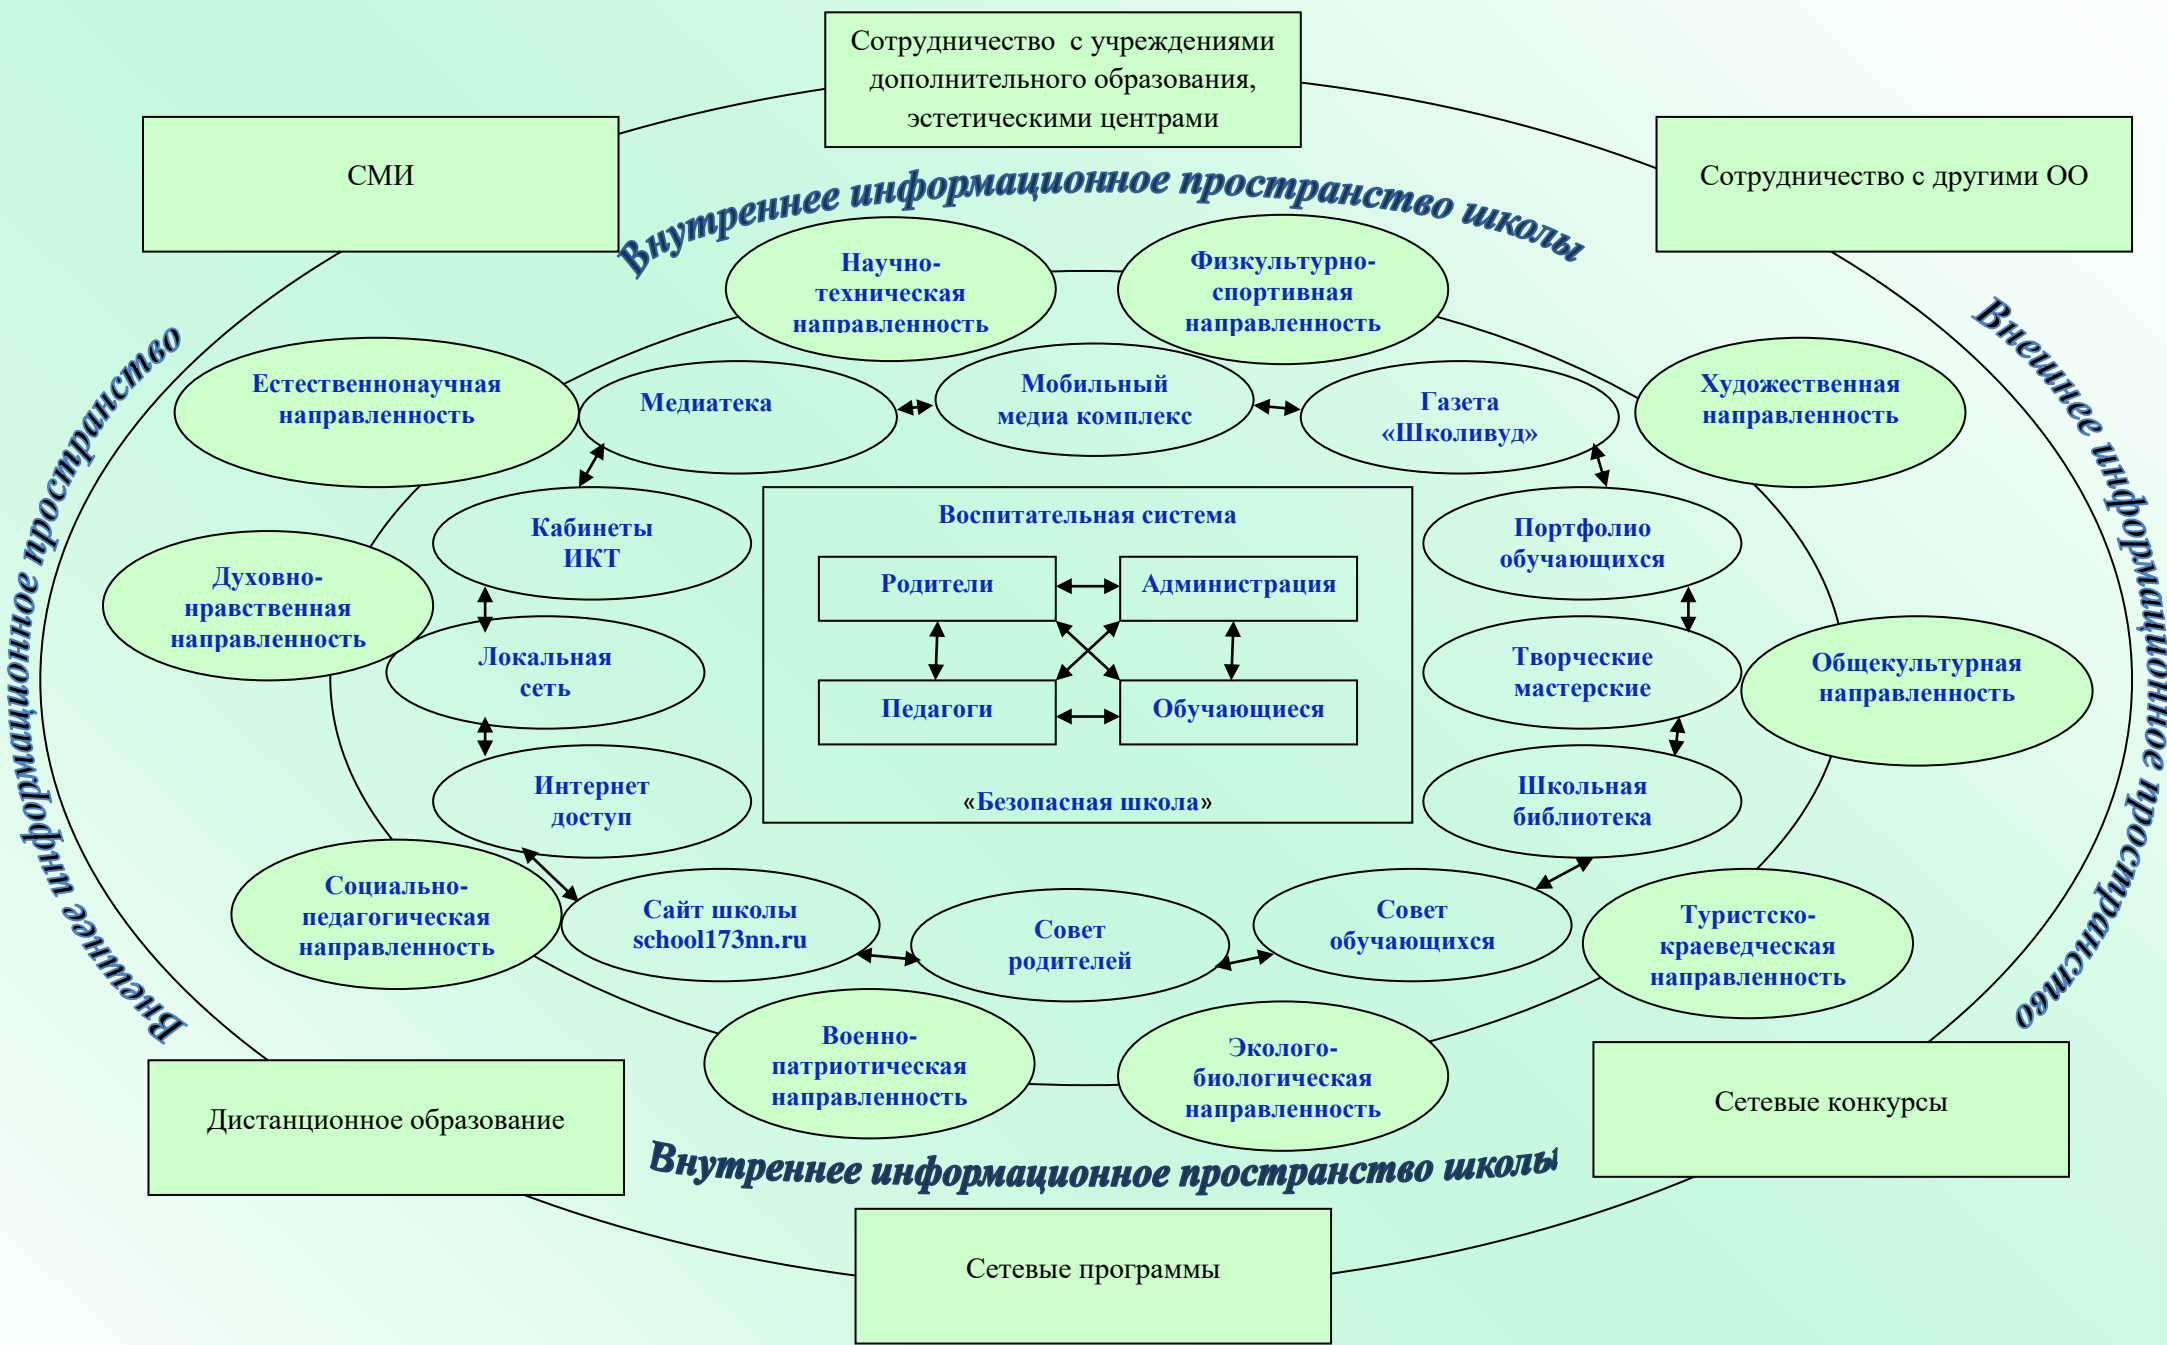 Сотрудничество с учреждениями
дополнительного образования,
эстетическими центрами
СМИ
Сотрудничество с другими ОО
Внутреннее информационное пространство школы
Внешнее информационное пространство
Внешнее информационное пространство
Научно-
техническая
направленность
Физкультурно-
спортивная
направленность
Естественнонаучная
направленность
Медиатека
Мобильный
медиа комплекс
Газета
«Школивуд»
Художественная
направленность
Кабинеты
ИКТ
Воспитательная система
Родители
Администрация
Педагоги
Обучающиеся
«Безопасная школа»
Портфолио
обучающихся
Духовно-
нравственная
направленность
Локальная
сеть
Творческие
мастерские
Общекультурная
направленность
Интернет
доступ
Школьная
библиотека
Социально-
педагогическая
направленность
Сайт школы
school173nn.ru
Совет
родителей
Совет
обучающихся
Туристско-
краеведческая
направленность
Военно-
патриотическая
направленность
Эколого-
биологическая
направленность
Дистанционное образование
Сетевые конкурсы
Внутреннее информационное пространство школы
Сетевые программы